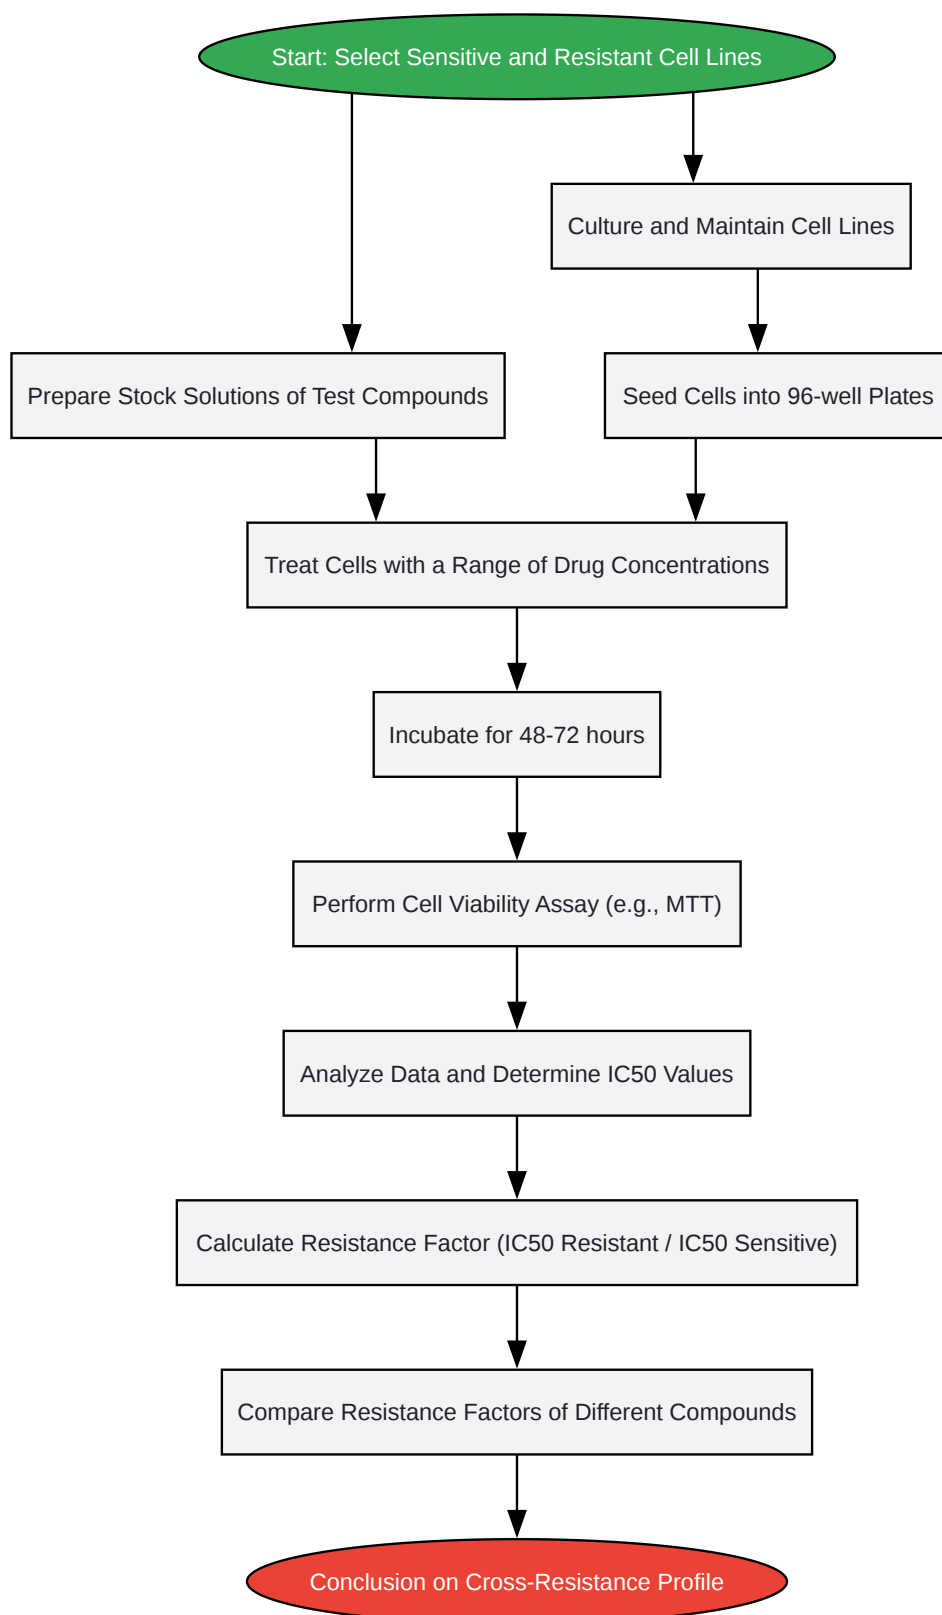 Start: Select Sensitive and Resistant Cell Lines
Culture and Maintain Cell Lines
Prepare Stock Solutions of Test Compounds
Seed Cells into 96-well Plates
Treat Cells with a Range of Drug Concentrations
Incubate for 48-72 hours
Perform Cell Viability Assay (e.g., MTT)
Analyze Data and Determine IC50 Values
Calculate Resistance Factor (IC50 Resistant / IC50 Sensitive)
Compare Resistance Factors of Different Compounds
Conclusion on Cross-Resistance Profile